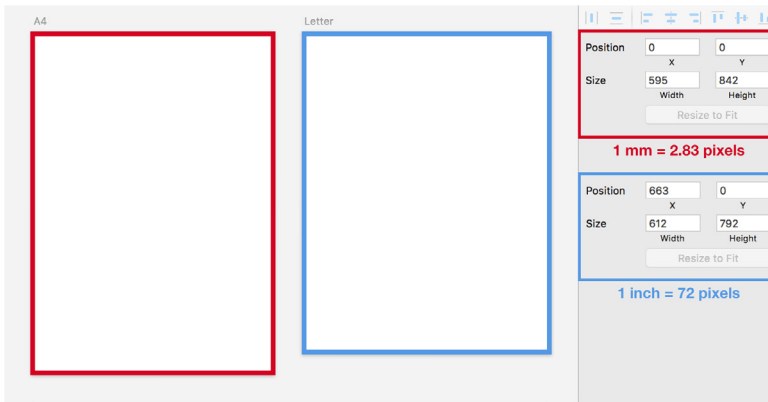 A4
Letter
Position 0 0
X Y
Size 595 842
Width Height
Resize to Fit
1 mm = 2.83 pixels
Position 663 0
X Y
Size 612 792
Width Height
Resize to Fit
1 inch = 72 pixels